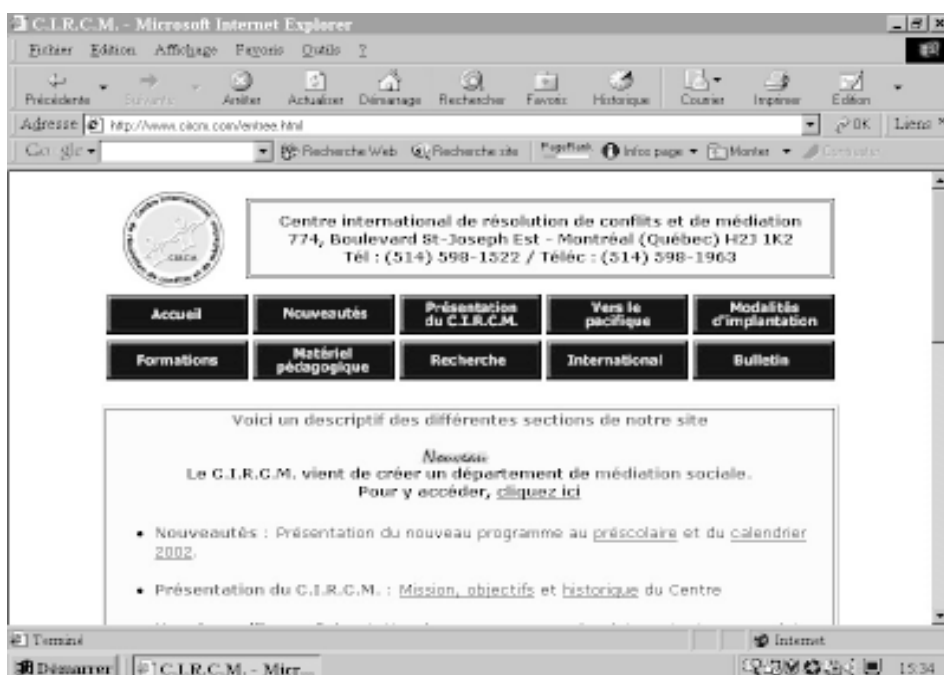 C.I.R.C.M. - Microsoft Internet Explorer
Fichier Edition Affichage Favoris Outils ?
Précédente Suivante Arrêter Actualiser Démarrage Rechercher Favoris Historique Courrier Imprimer Edition
Adresse http://www.circm.com/entree.html OK Liens »
Google Recherche Web Recherche site PageRank Infos page Monter
Centre international de résolution de conflits et de médiation
774, Boulevard St-Joseph Est - Montréal (Québec) H2J 1K2
Tél : (514) 598-1522 / Téléc : (514) 598-1963
C.I.R.C.M.
Accueil Nouveautés Présentation du C.I.R.C.M. Vers le pacifique Modalités d'implantation
Formations Matériel pédagogique Recherche International Bulletin
Voici un descriptif des différentes sections de notre site
Nouveau
Le C.I.R.C.M. vient de créer un département de médiation sociale.
Pour y accéder, cliquez ici
• Nouveautés : Présentation du nouveau programme au préscolaire et du calendrier
2002.
• Présentation du C.I.R.C.M. : Mission, objectifs et historique du Centre
Terminé Internet
Démarrer C.I.R.C.M. - Micr... 15:34